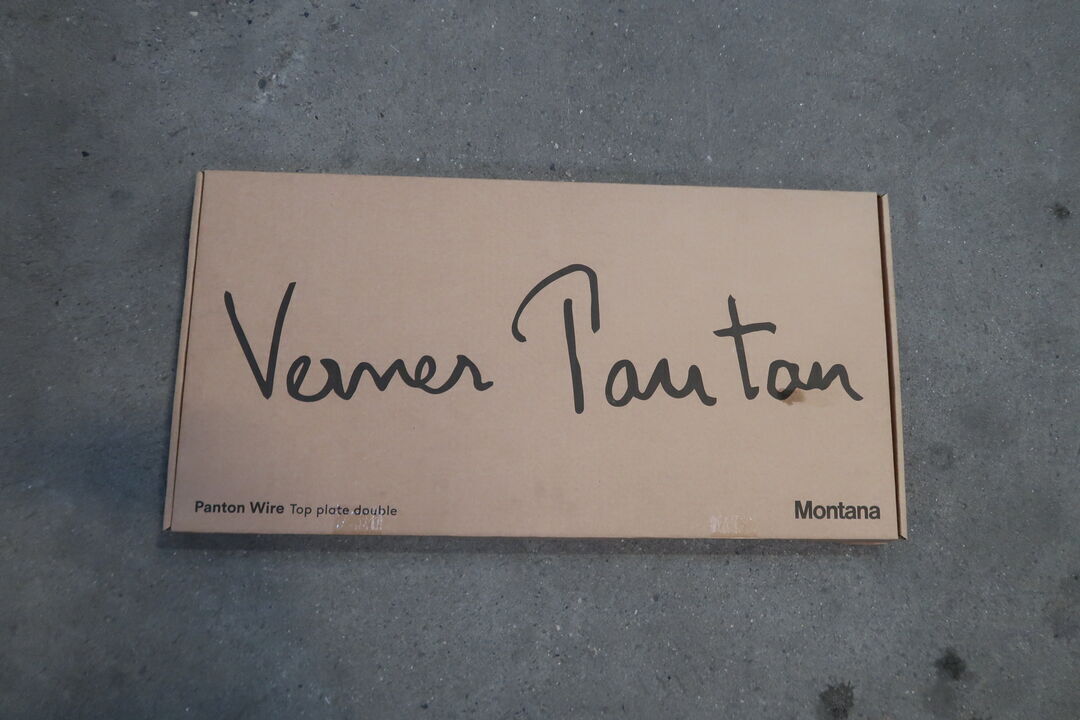 Verner Panton
Panton Wire Top plate double
Montana